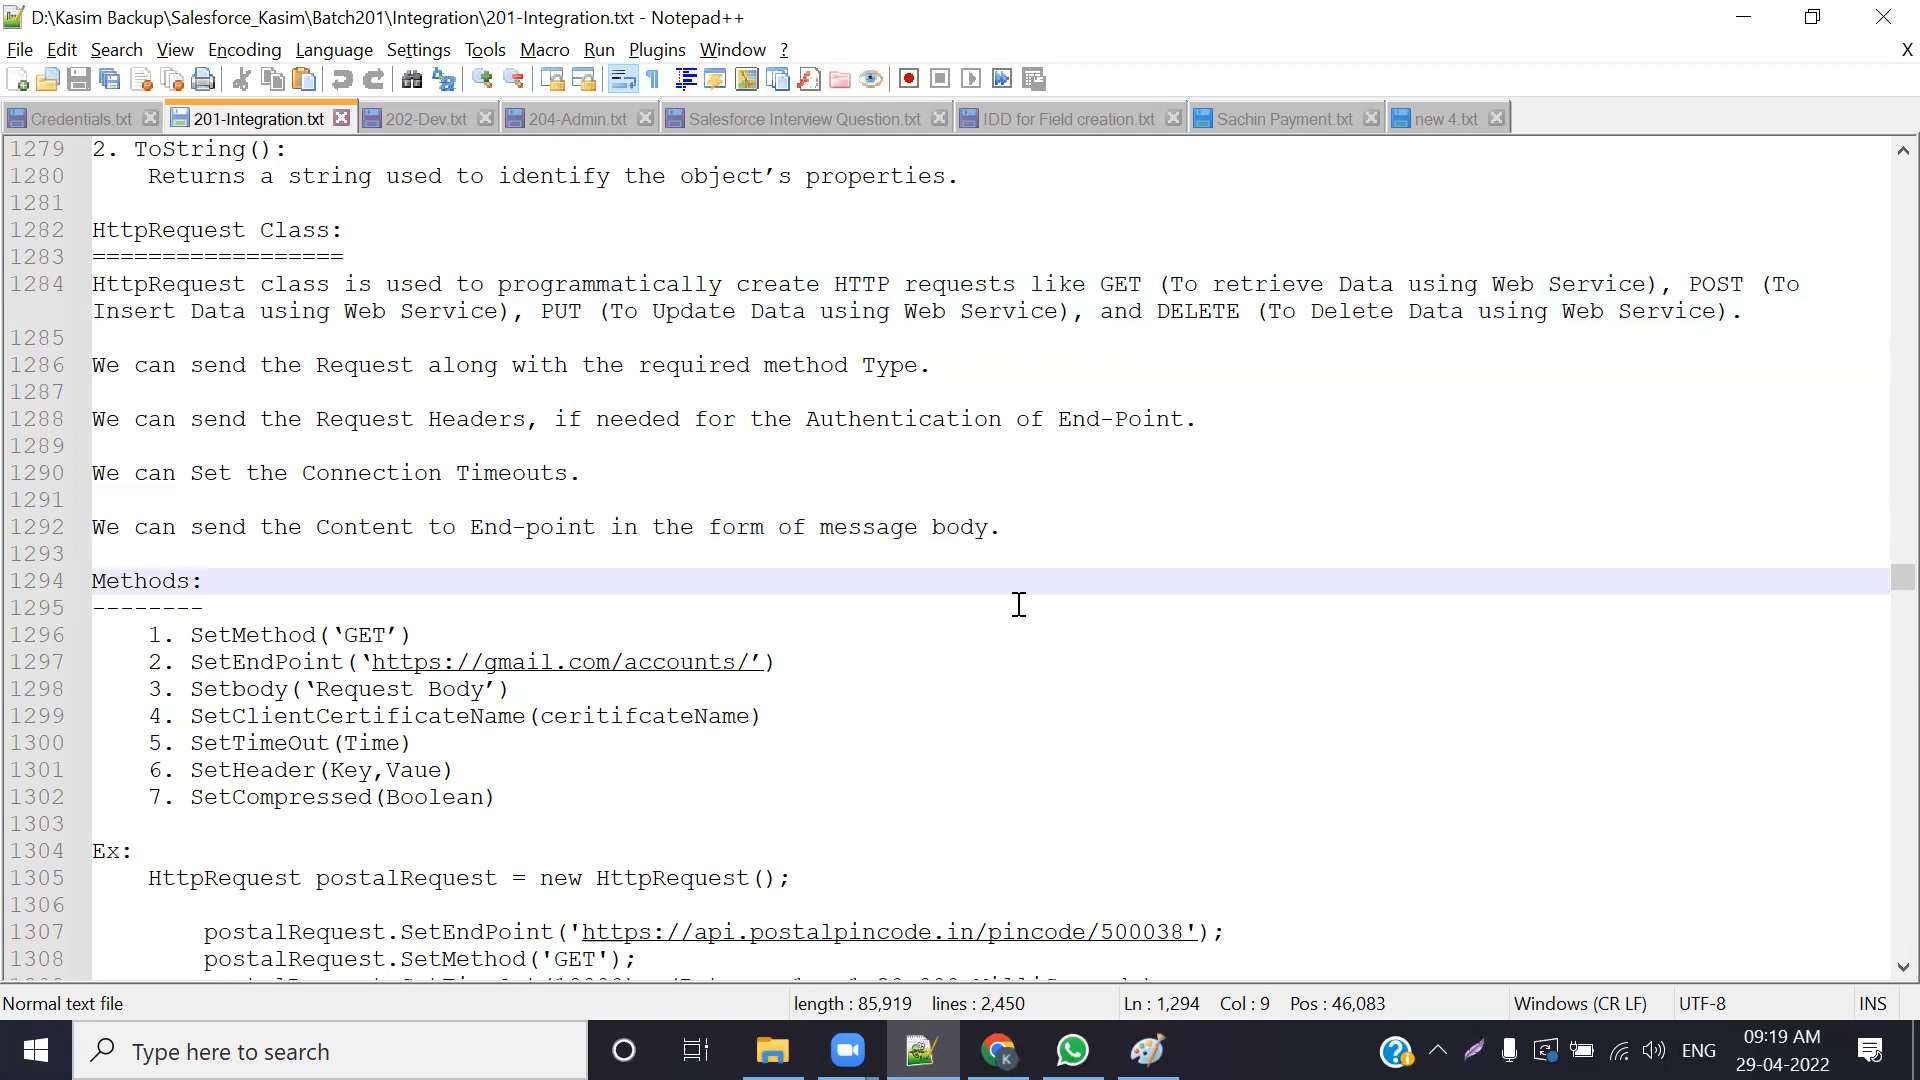 D:\Kasim Backup\Salesforce_Kasim\Batch201\Integration\201-Integration.txt - Notepad++
File Edit Search View Encoding Language Settings Tools Macro Run Plugins Window ? X
Credentials.txt 201-Integration.txt 202-Dev.txt 204-Admin.txt Salesforce Interview Question.txt IDD for Field creation.txt Sachin Payment.txt new 4.txt
1279 2. ToString():
1280 Returns a string used to identify the object’s properties.
1281
1282 HttpRequest Class:
1283 ==================
1284 HttpRequest class is used to programmatically create HTTP requests like GET (To retrieve Data using Web Service), POST (To
Insert Data using Web Service), PUT (To Update Data using Web Service), and DELETE (To Delete Data using Web Service).
1285
1286 We can send the Request along with the required method Type.
1287
1288 We can send the Request Headers, if needed for the Authentication of End-Point.
1289
1290 We can Set the Connection Timeouts.
1291
1292 We can send the Content to End-point in the form of message body.
1293
1294 Methods:
1295 --------
1296 1. SetMethod(‘GET’)
1297 2. SetEndPoint(‘https://gmail.com/accounts/’)
1298 3. Setbody(‘Request Body’)
1299 4. SetClientCertificateName(ceritifcateName)
1300 5. SetTimeOut(Time)
1301 6. SetHeader(Key,Vaue)
1302 7. SetCompressed(Boolean)
1303
1304 Ex:
1305 HttpRequest postalRequest = new HttpRequest();
1306
1307 postalRequest.SetEndPoint('https://api.postalpincode.in/pincode/500038');
1308 postalRequest.SetMethod('GET');
Normal text file length : 85,919 lines : 2,450 Ln : 1,294 Col : 9 Pos : 46,083 Windows (CR LF) UTF-8 INS
Type here to search
ENG
09:19 AM
29-04-2022